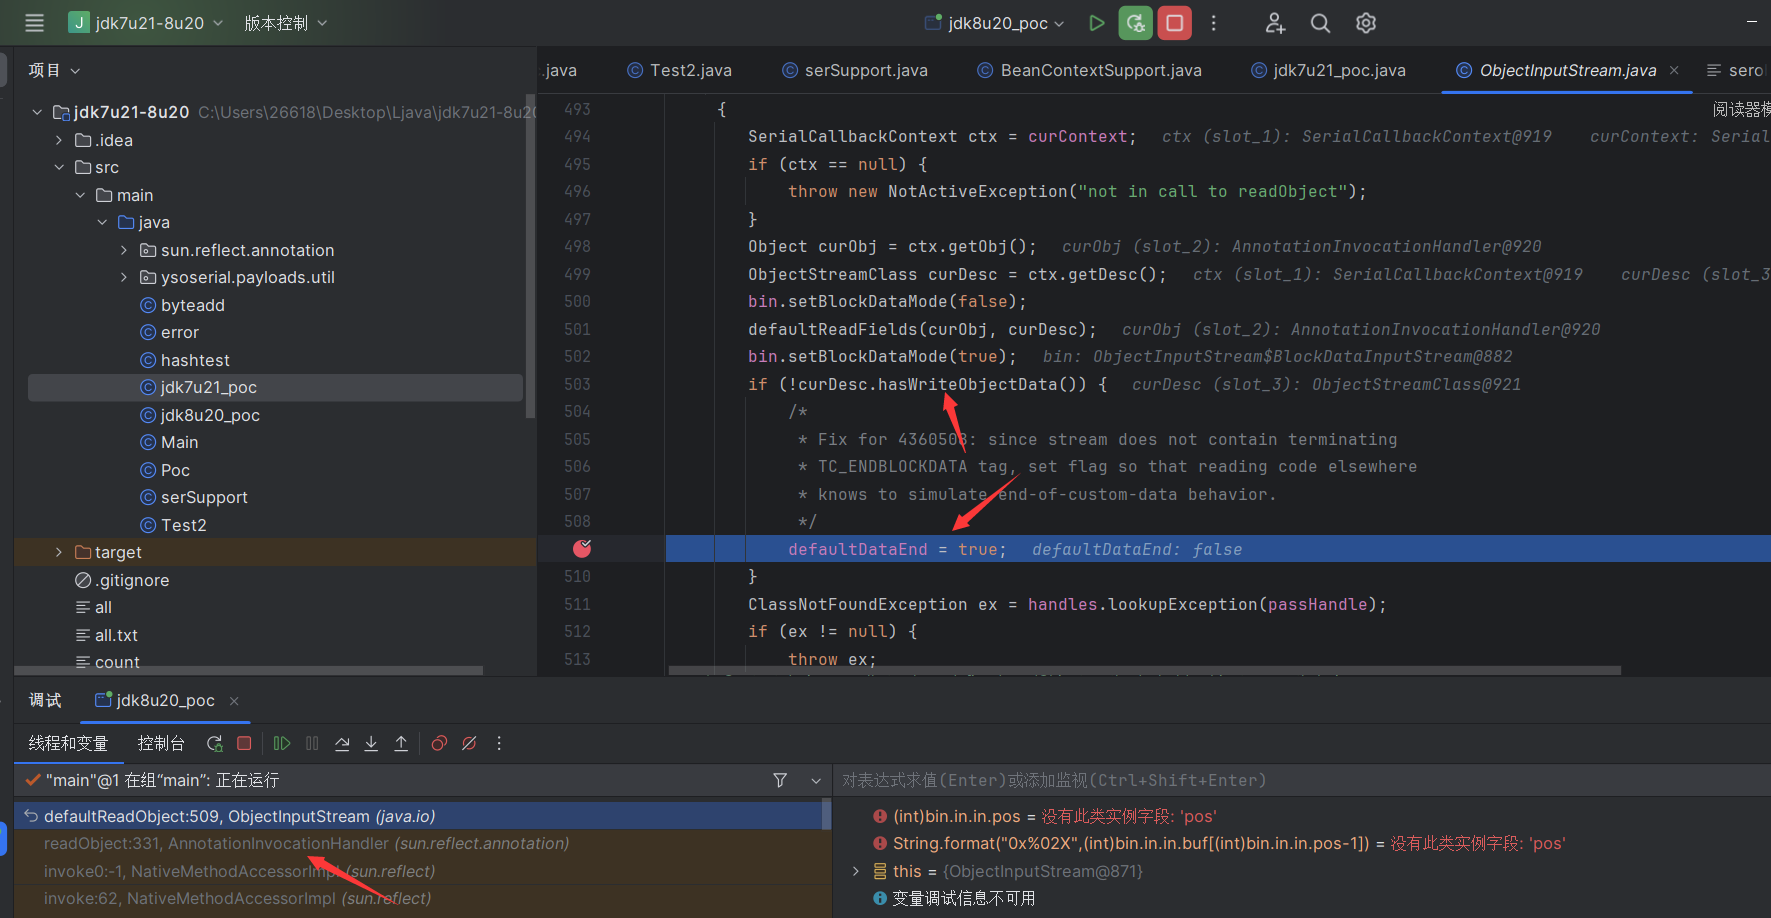 jdk7u21-8u20 版本控制 jdk8u20_poc
项目
.java Test2.java serSupport.java BeanContextSupport.java jdk7u21_poc.java ObjectInputStream.java
阅读器
jdk7u21-8u20 C:\Users\26618\Desktop\Ljava\jdk7u21-8u20
.idea
src
main
java
sun.reflect.annotation
ysoserial.payloads.util
byteadd
error
hashtest
jdk7u21_poc
jdk8u20_poc
Main
Poc
serSupport
Test2
target
.gitignore
all
all.txt
count
493 {
494 SerialCallbackContext ctx = curContext; ctx (slot_1): SerialCallbackContext@919 curContext: Serial
495 if (ctx == null) {
496 throw new NotActiveException("not in call to readObject");
497 }
498 Object curObj = ctx.getObj(); curObj (slot_2): AnnotationInvocationHandler@920
499 ObjectStreamClass curDesc = ctx.getDesc(); ctx (slot_1): SerialCallbackContext@919 curDesc (slot_3
500 bin.setBlockDataMode(false);
501 defaultReadFields(curObj, curDesc); curObj (slot_2): AnnotationInvocationHandler@920
502 bin.setBlockDataMode(true); bin: ObjectInputStream$BlockDataInputStream@882
503 if (!curDesc.hasWriteObjectData()) { curDesc (slot_3): ObjectStreamClass@921
504 /*
505 * Fix for 4360508: since stream does not contain terminating
506 * TC_ENDBLOCKDATA tag, set flag so that reading code elsewhere
507 * knows to simulate end-of-custom-data behavior.
508 */
defaultDataEnd = true; defaultDataEnd: false
510 }
511 ClassNotFoundException ex = handles.lookupException(passHandle);
512 if (ex != null) {
513 throw ex;
调试 jdk8u20_poc
线程和变量 控制台
"main"@1 在组“main”: 正在运行
defaultReadObject:509, ObjectInputStream (java.io)
readObject:331, AnnotationInvocationHandler (sun.reflect.annotation)
invoke0:-1, NativeMethodAccessorImpl (sun.reflect)
invoke:62, NativeMethodAccessorImpl (sun.reflect)
对表达式求值(Enter)或添加监视(Ctrl+Shift+Enter)
(int)bin.in.in.pos = 没有此类实例字段: 'pos'
String.format("0x%02X",(int)bin.in.in.buf[(int)bin.in.in.pos-1]) = 没有此类实例字段: 'pos'
this = {ObjectInputStream@871}
变量调试信息不可用